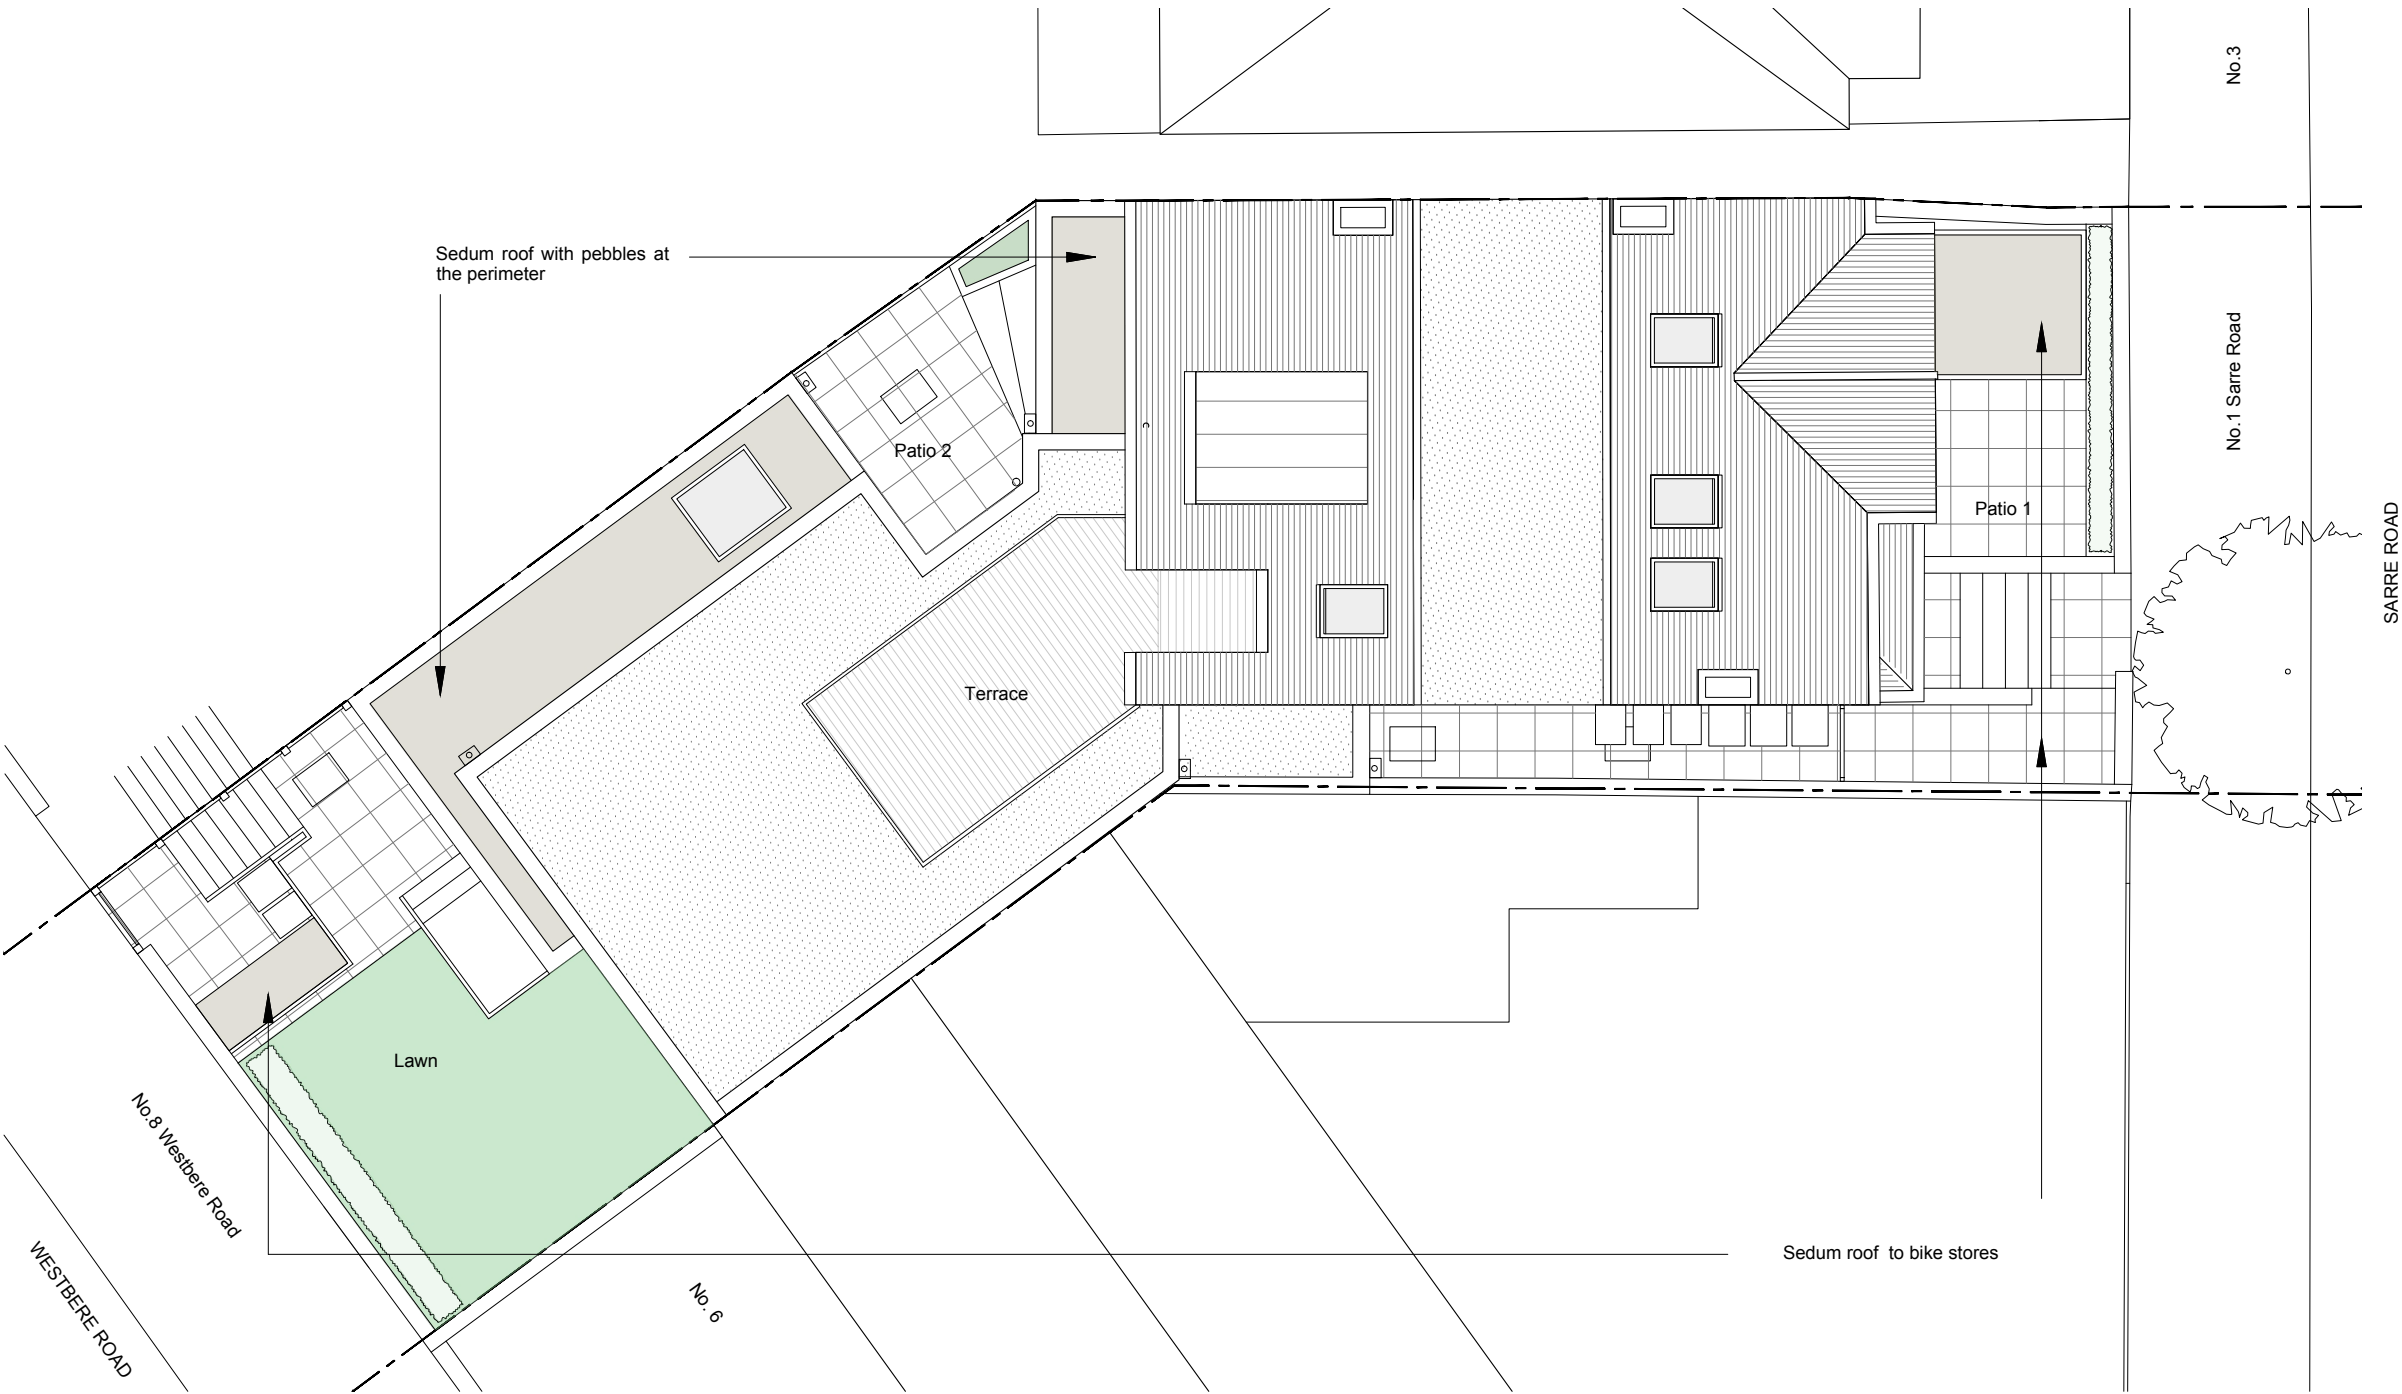 No.3
Sedum roof with pebbles at
the perimeter
No.1 Sarre Road
Patio 2
Patio 1
SARRE ROAD
Terrace
Lawn
No.8 Westbere Road
WESTBERE ROAD
No. 6
Sedum roof to bike stores